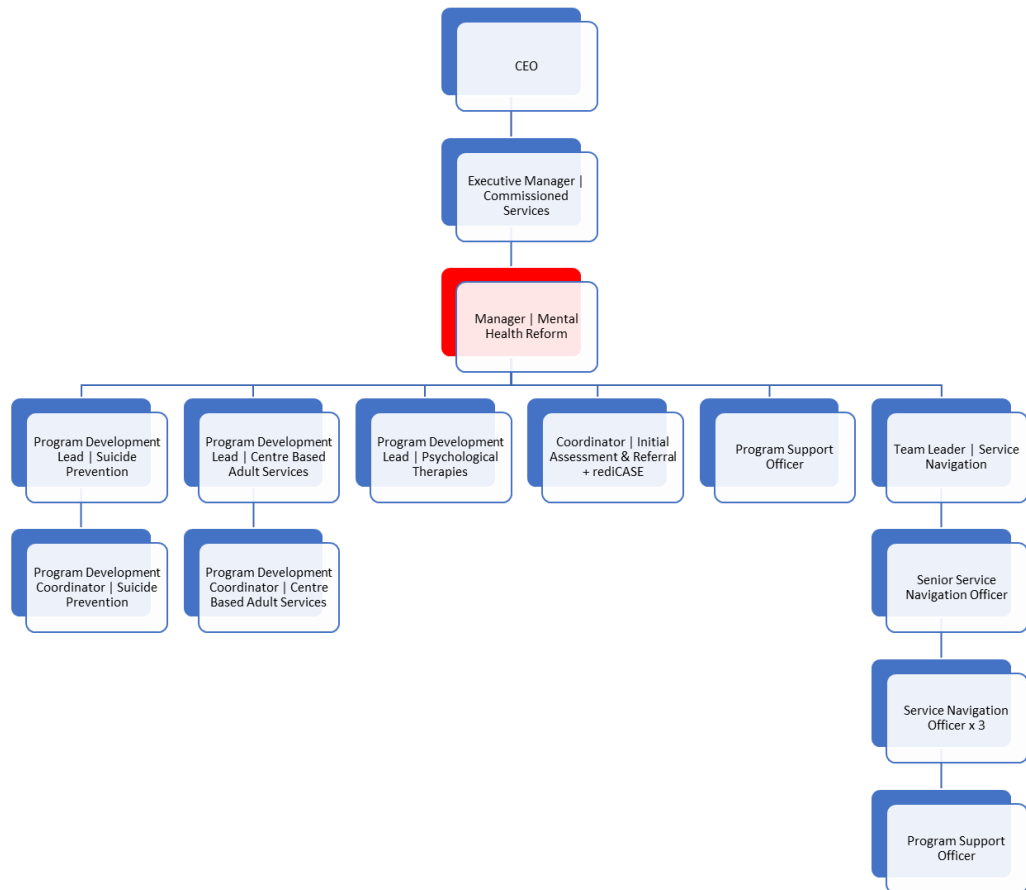 CEO
Executive Manager |
Commissioned
Services
Manager | Mental
Health Reform
Program Development
Lead | Suicide
Prevention
Program Development
Lead | Centre Based
Adult Services
Program Development
Lead | Psychological
Therapies
Coordinator | Initial
Assessment & Referral
+ rediCASE
Program Support
Officer
Team Leader | Service
Navigation
Program Development
Coordinator | Suicide
Prevention
Program Development
Coordinator | Centre
Based Adult Services
Senior Service
Navigation Officer
Service Navigation
Officer x 3
Program Support
Officer